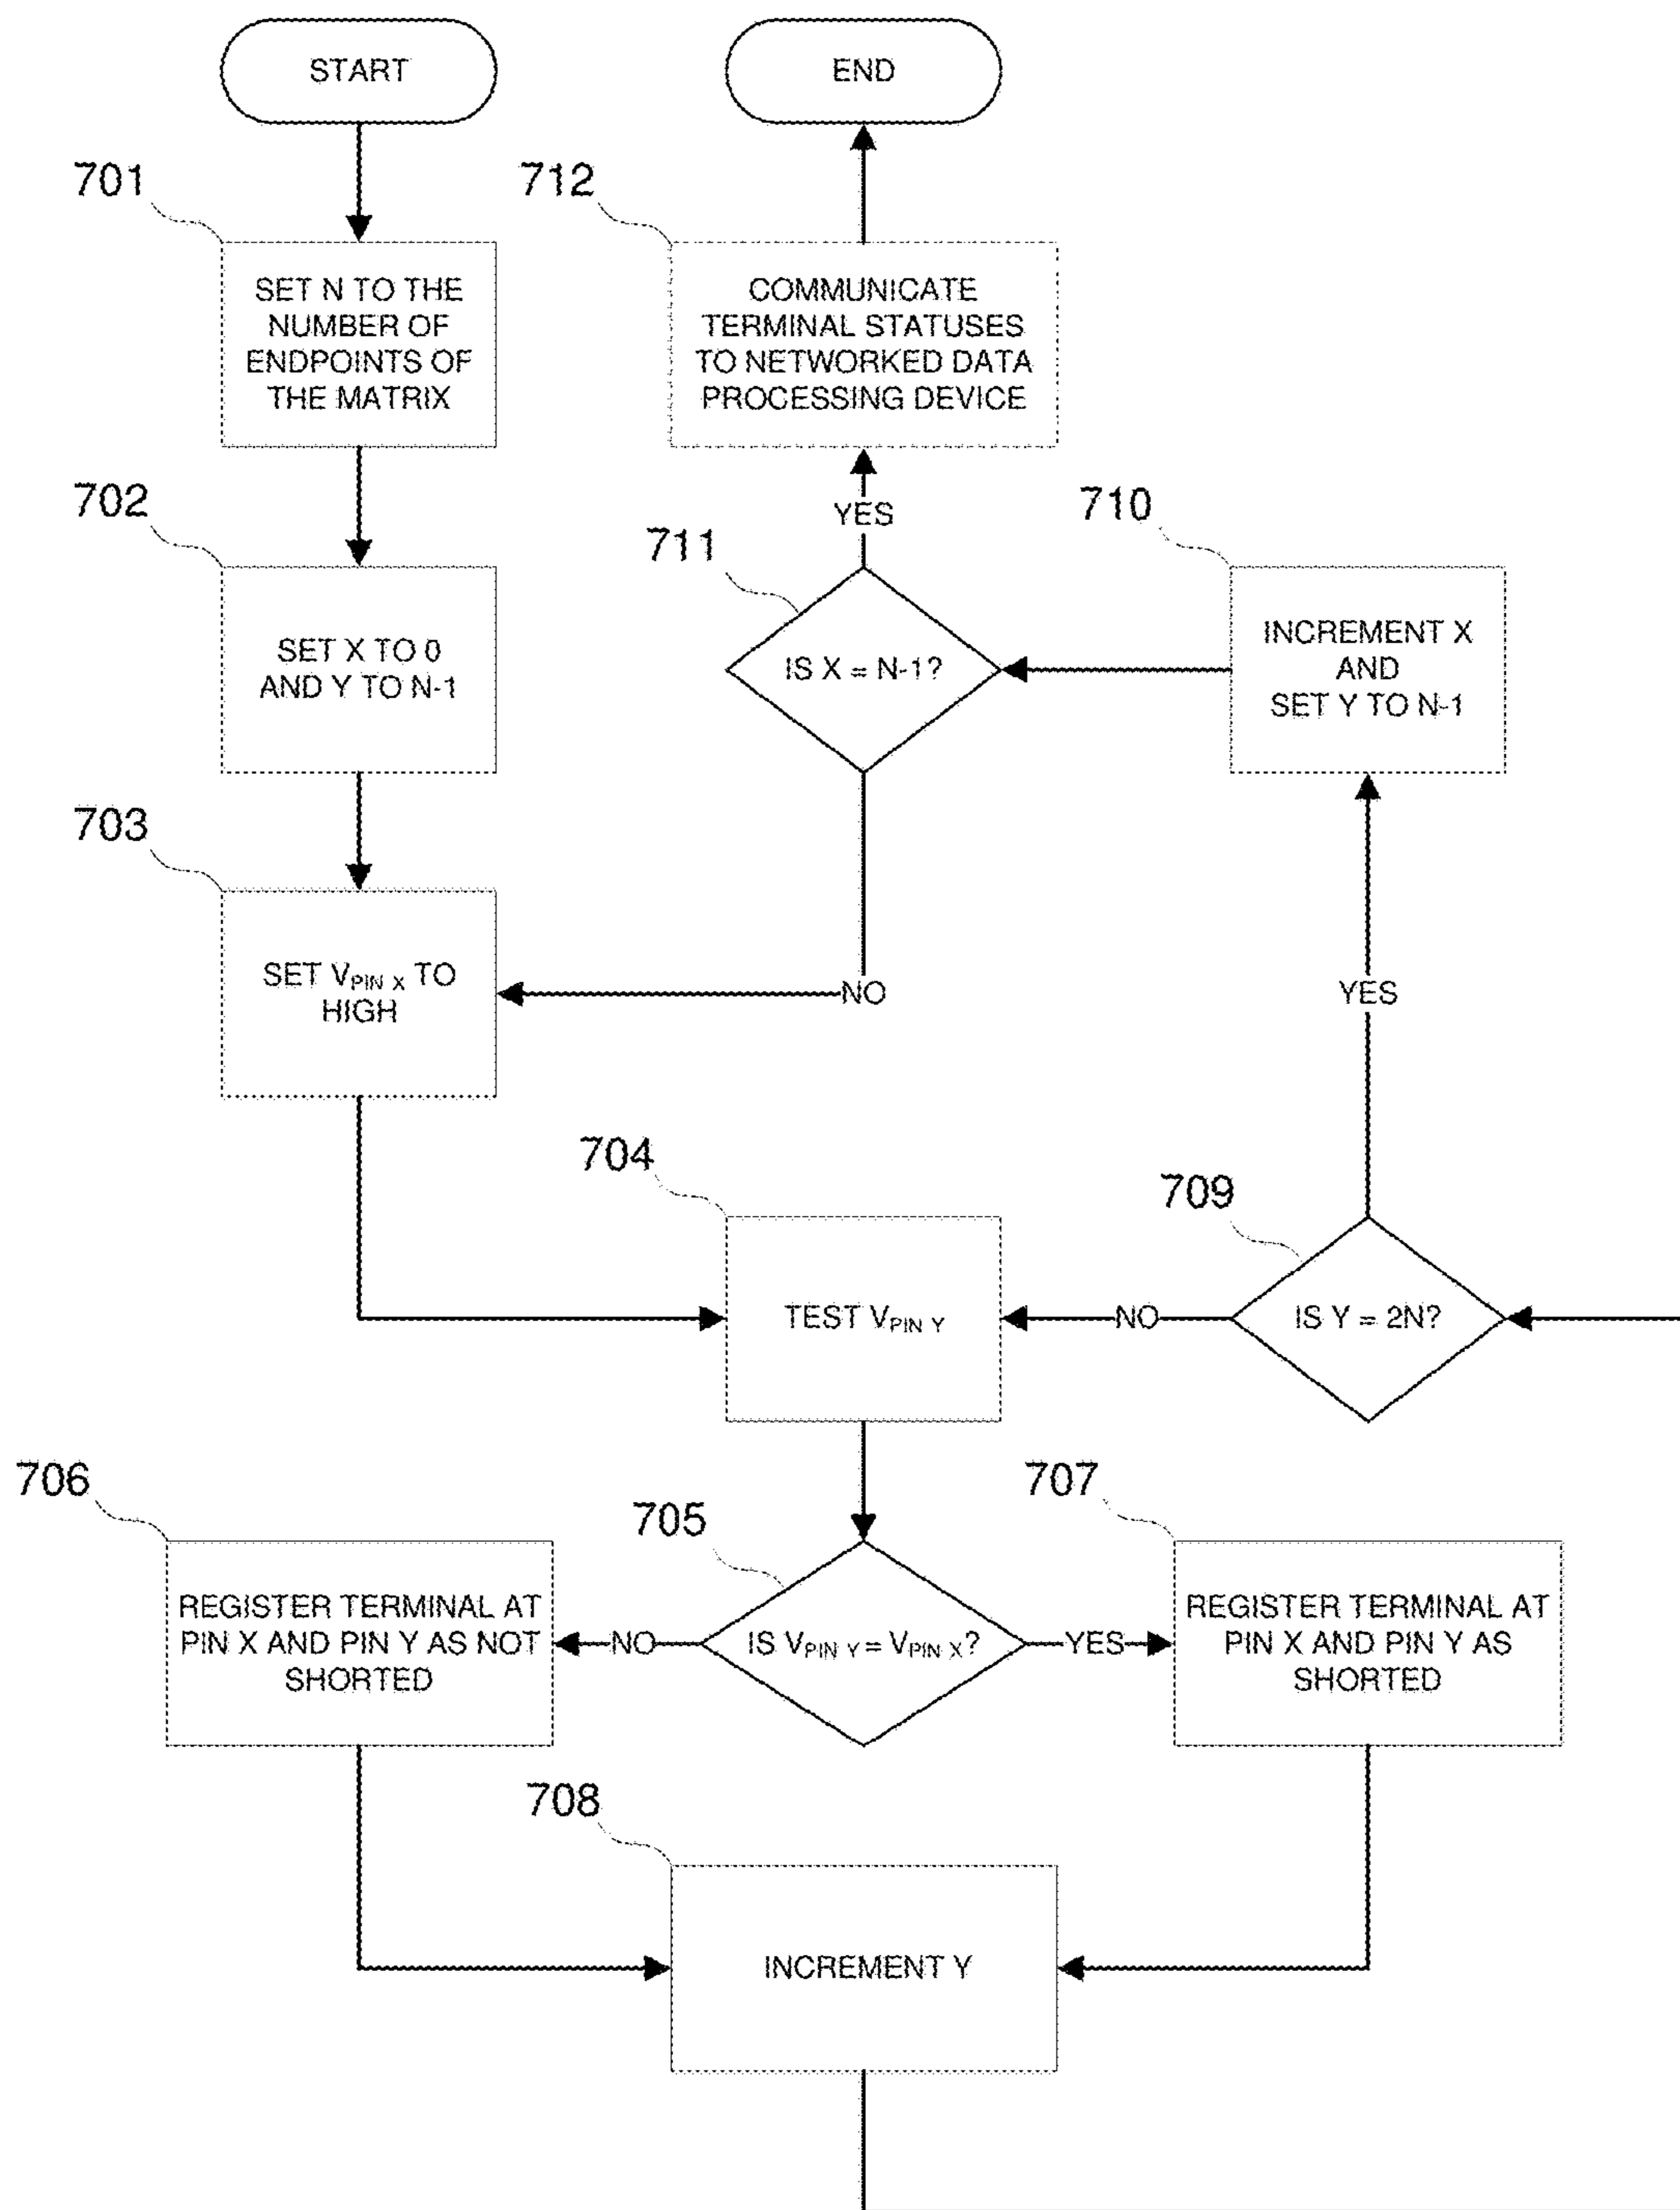 START
END
701
712
SET N TO THE
NUMBER OF
ENDPOINTS OF
THE MATRIX
COMMUNICATE
TERMINAL STATUSES
TO NETWORKED DATA
PROCESSING DEVICE
702
YES
710
711
SET X TO 0
AND Y TO N-1
IS X = N-1?
INCREMENT X
AND
SET Y TO N-1
703
SET VPIN X TO
HIGH
NO
YES
704
709
TEST VPIN Y
NO
IS Y = 2N?
706
705
707
REGISTER TERMINAL AT
PIN X AND PIN Y AS NOT
SHORTED
NO
IS VPIN Y = VPIN X?
YES
REGISTER TERMINAL AT
PIN X AND PIN Y AS
SHORTED
708
INCREMENT Y